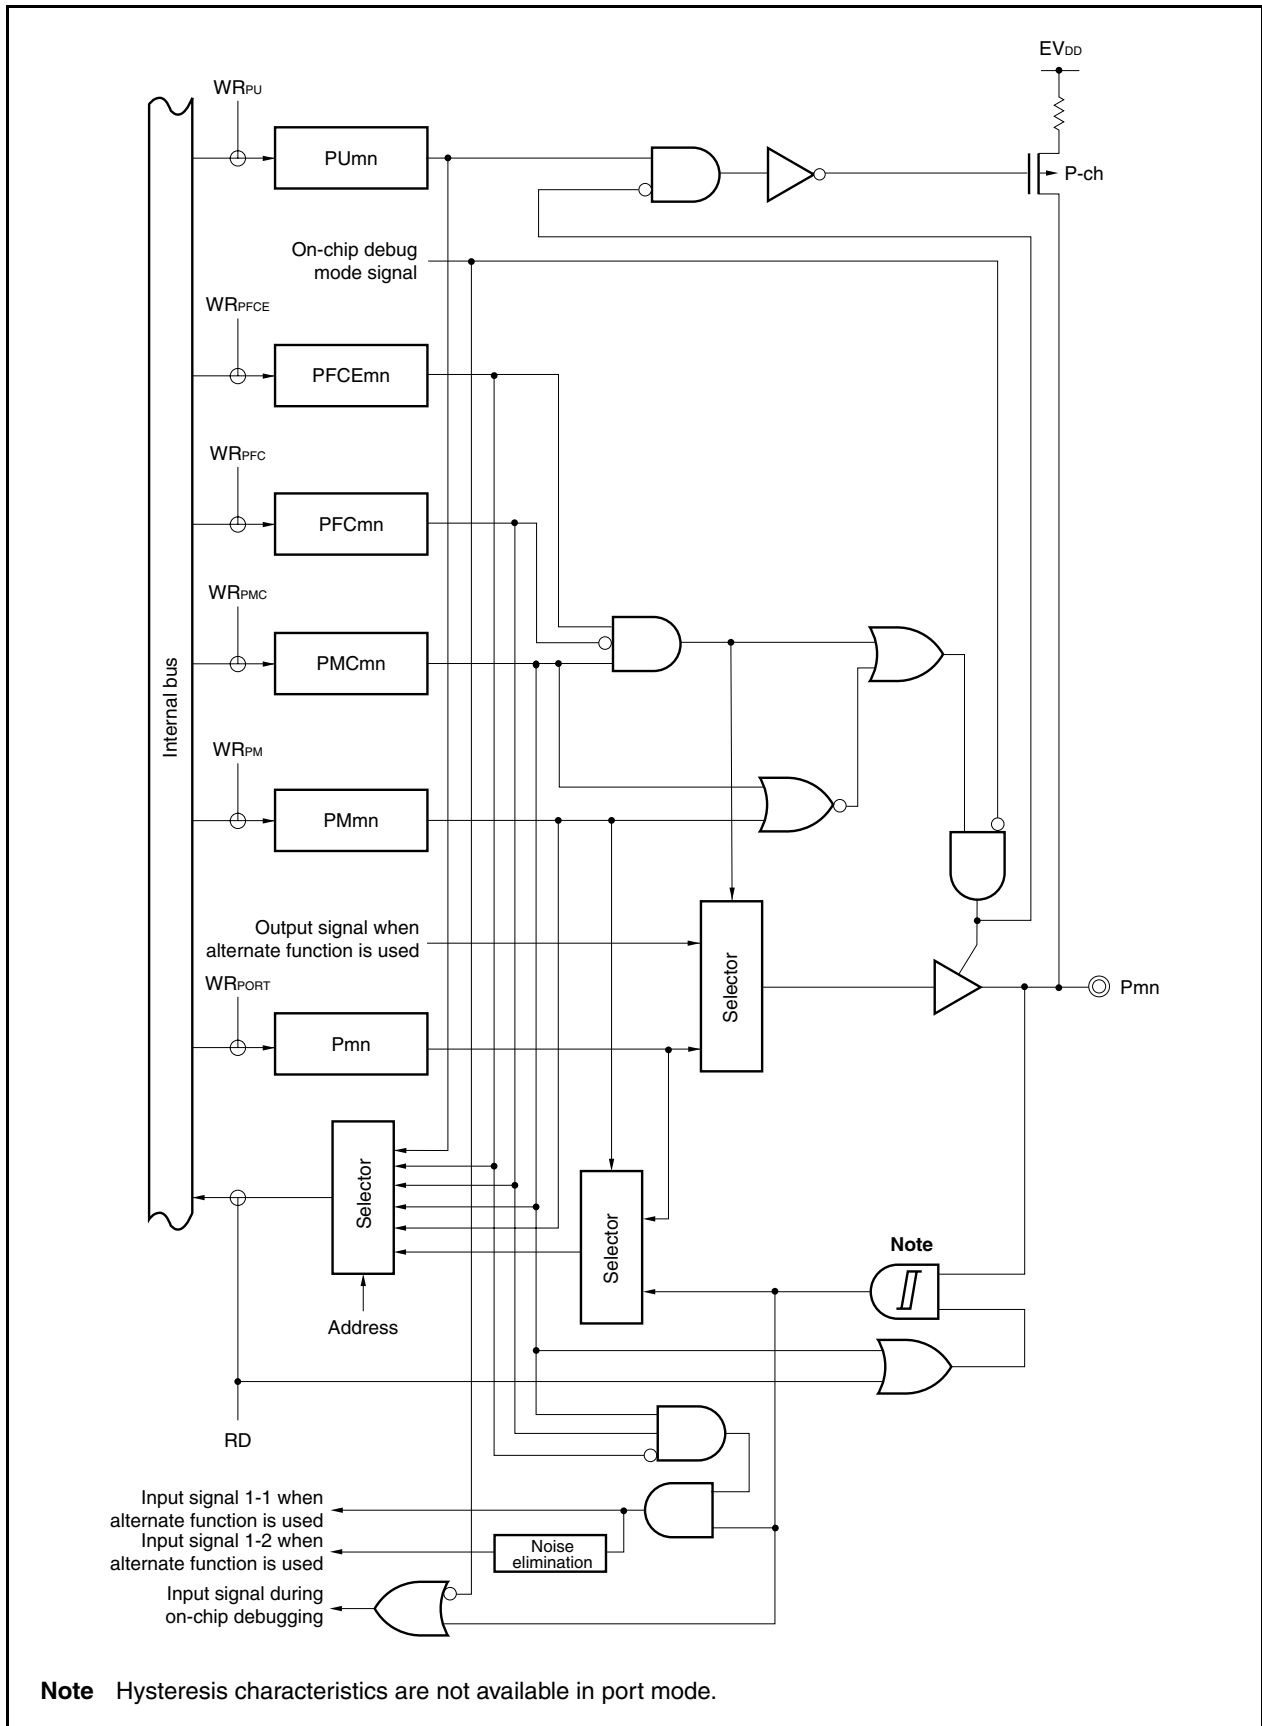 EVDD
WRPU
PUmn
P-ch
On-chip debug
mode signal
WRPFCE
PFCEmn
WRPFC
PFCmn
WRPMC
PMCmn
Internal bus
WRPM
PMmn
Output signal when
alternate function is used
Selector
WRPORT
Pmn
Pmn
Selector
Selector
Note
Address
RD
Input signal 1-1 when
alternate function is used
Input signal 1-2 when
alternate function is used
Noise
elimination
Input signal during
on-chip debugging
Note Hysteresis characteristics are not available in port mode.